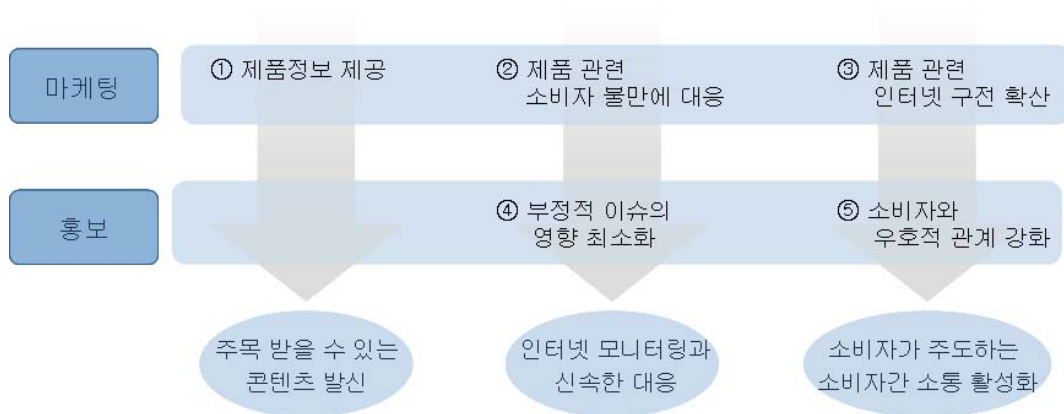 마케팅
① 제품정보 제공
② 제품 관련
소비자 불만에 대응
③ 제품 관련
인터넷 구전 확산
홍보
④ 부정적 이슈의
영향 최소화
⑤ 소비자와
우호적 관계 강화
주목 받을 수 있는
콘텐츠 발신
인터넷 모니터링과
신속한 대응
소비자가 주도하는
소비자간 소통 활성화